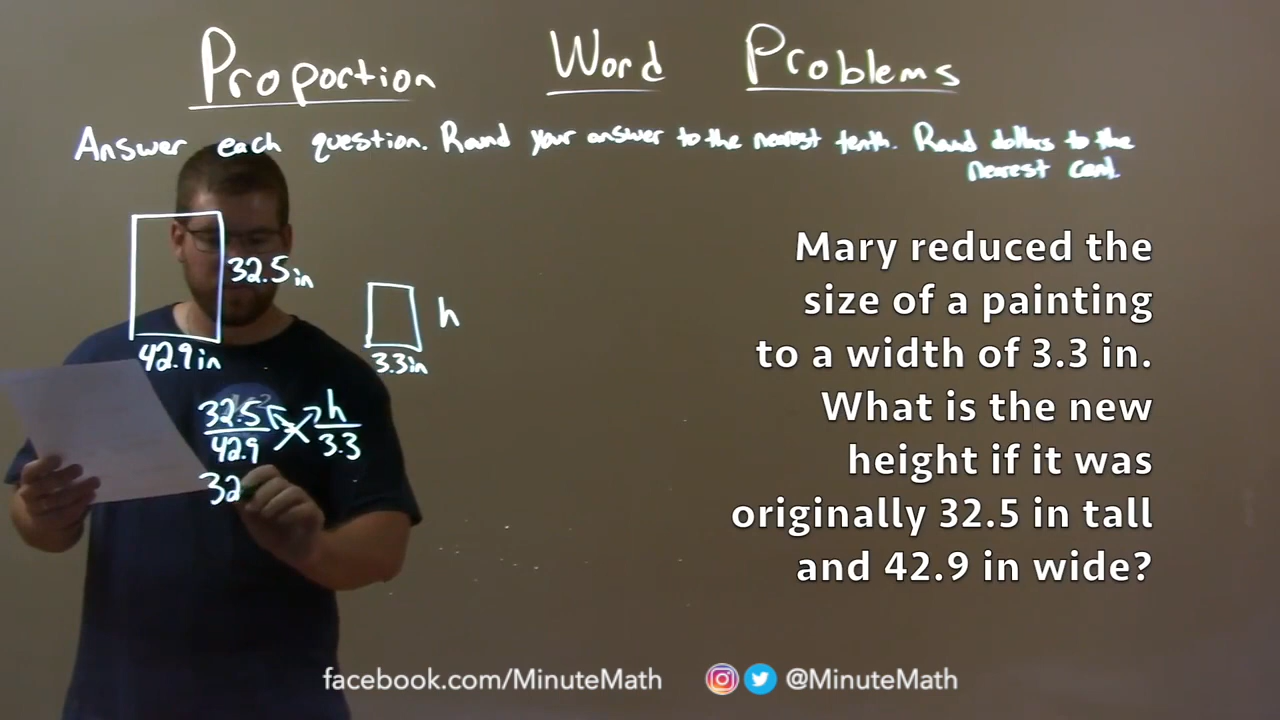 Proportion Word Problems
Answer each question. Round your answer to the nearest tenth. Round dollars to the
nearest cent.
32.5in
42.9in
h
3.3in
32.5 h
42.9 3.3
32
Mary reduced the
size of a painting
to a width of 3.3 in.
What is the new
height if it was
originally 32.5 in tall
and 42.9 in wide?
facebook.com/MinuteMath @MinuteMath